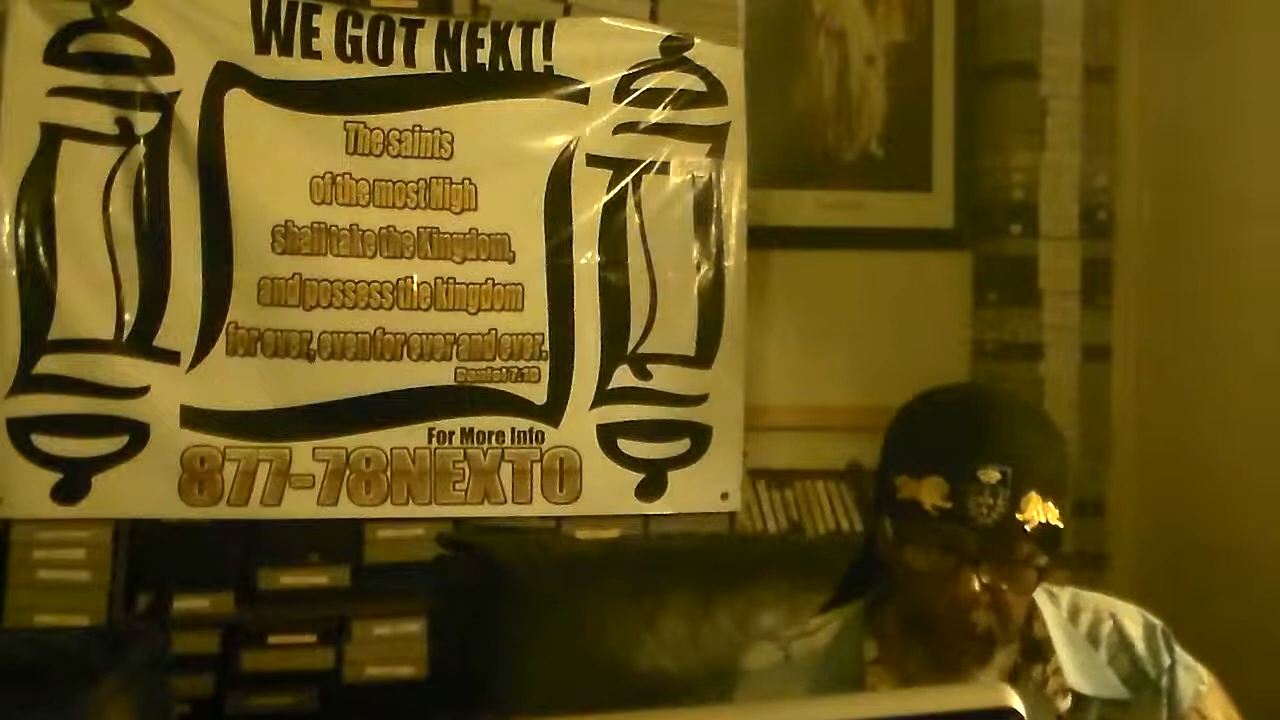 WE GOT NEXT!
The saints
of the most High
shall take the Kingdom,
and possess the kingdom
for ever, even for ever and ever.
Daniel 7:18
For More Info
877-78NEXT0